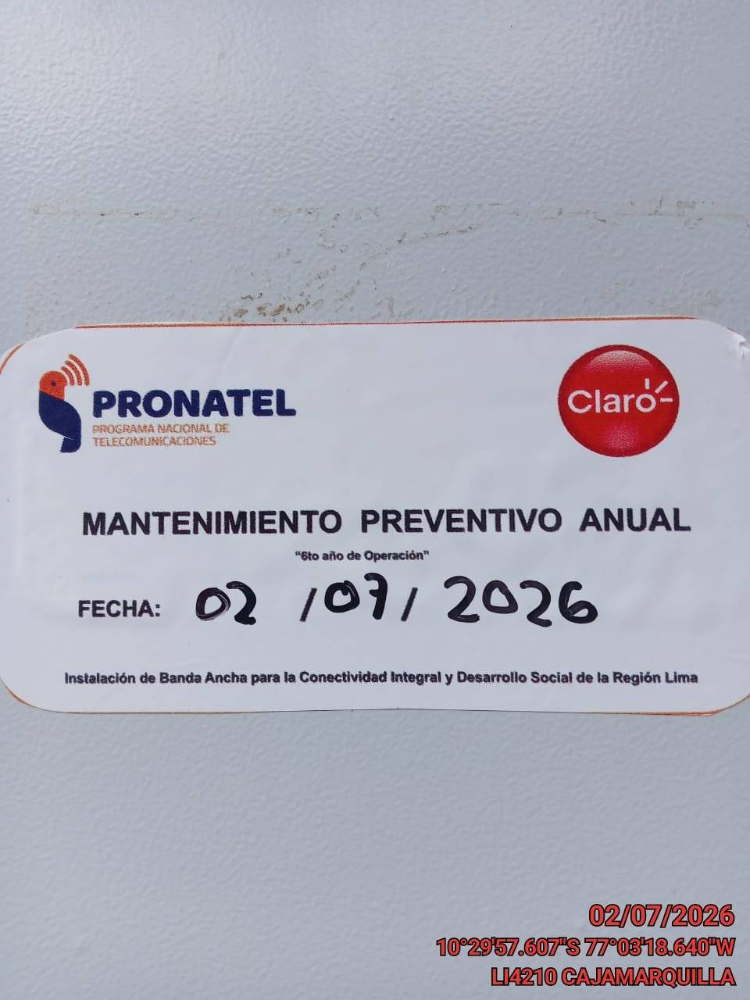 PRONATEL
PROGRAMA NACIONAL DE
TELECOMUNICACIONES
Claro
MANTENIMIENTO PREVENTIVO ANUAL
“6to año de Operación”
FECHA: 02 /07/ 2026
Instalación de Banda Ancha para la Conectividad Integral y Desarrollo Social de la Región Lima
02/07/2026
10°29'57.607"S 77°03'18.640"W
LI4210 CAJAMARQUILLA